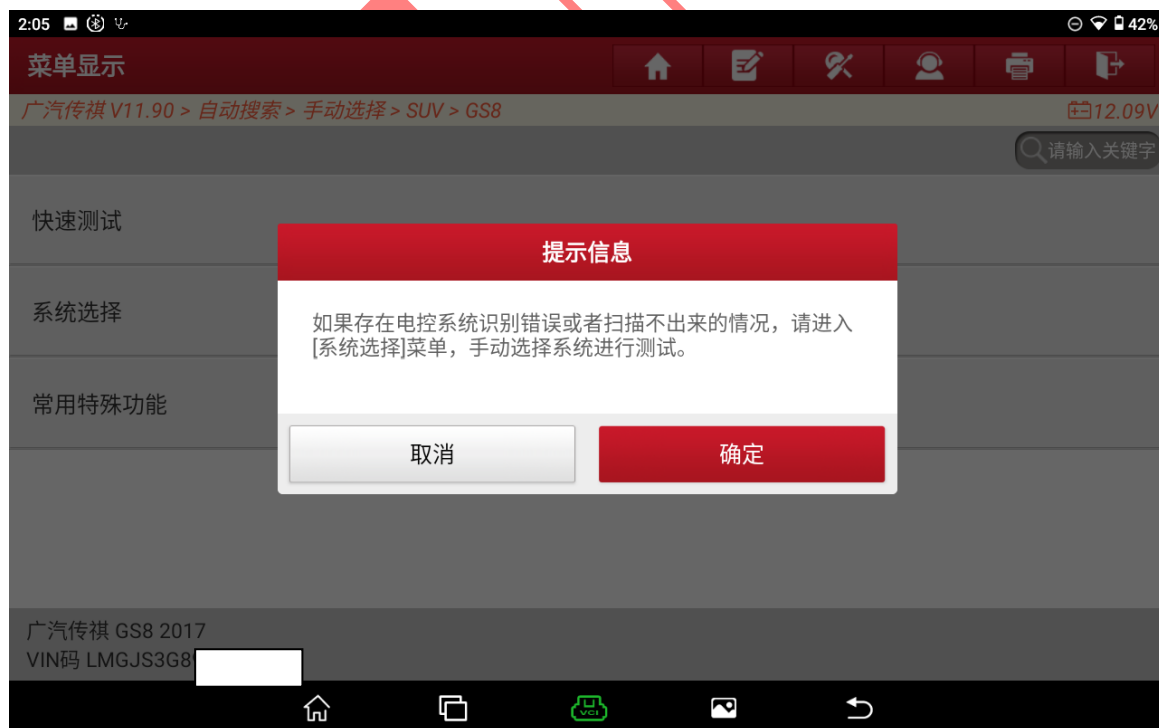 2:05
42%
菜单显示
广汽传祺 V11.90 > 自动搜索 > 手动选择 > SUV > GS8
12.09V
请输入关键字
快速测试
提示信息
系统选择
如果存在电控系统识别错误或者扫描不出来的情况，请进入
[系统选择]菜单，手动选择系统进行测试。
常用特殊功能
取消
确定
广汽传祺 GS8 2017
VIN码 LMGJS3G8
VCI